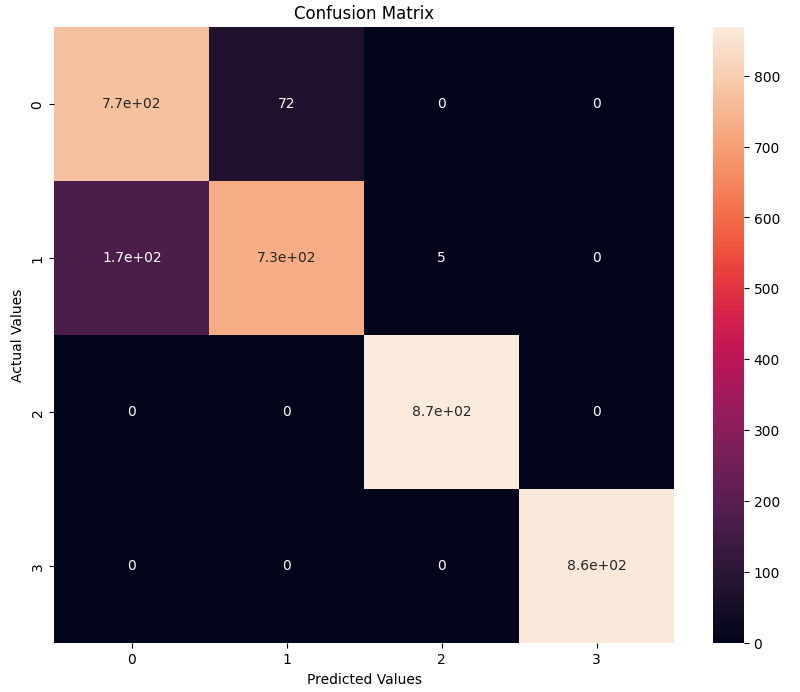 Confusion Matrix
0
7.7e+02 72 0 0
1
1.7e+02 7.3e+02 5 0
2
0 0 8.7e+02 0
3
0 0 0 8.6e+02
0 1 2 3
Predicted Values
Actual Values
800
700
600
500
400
300
200
100
0